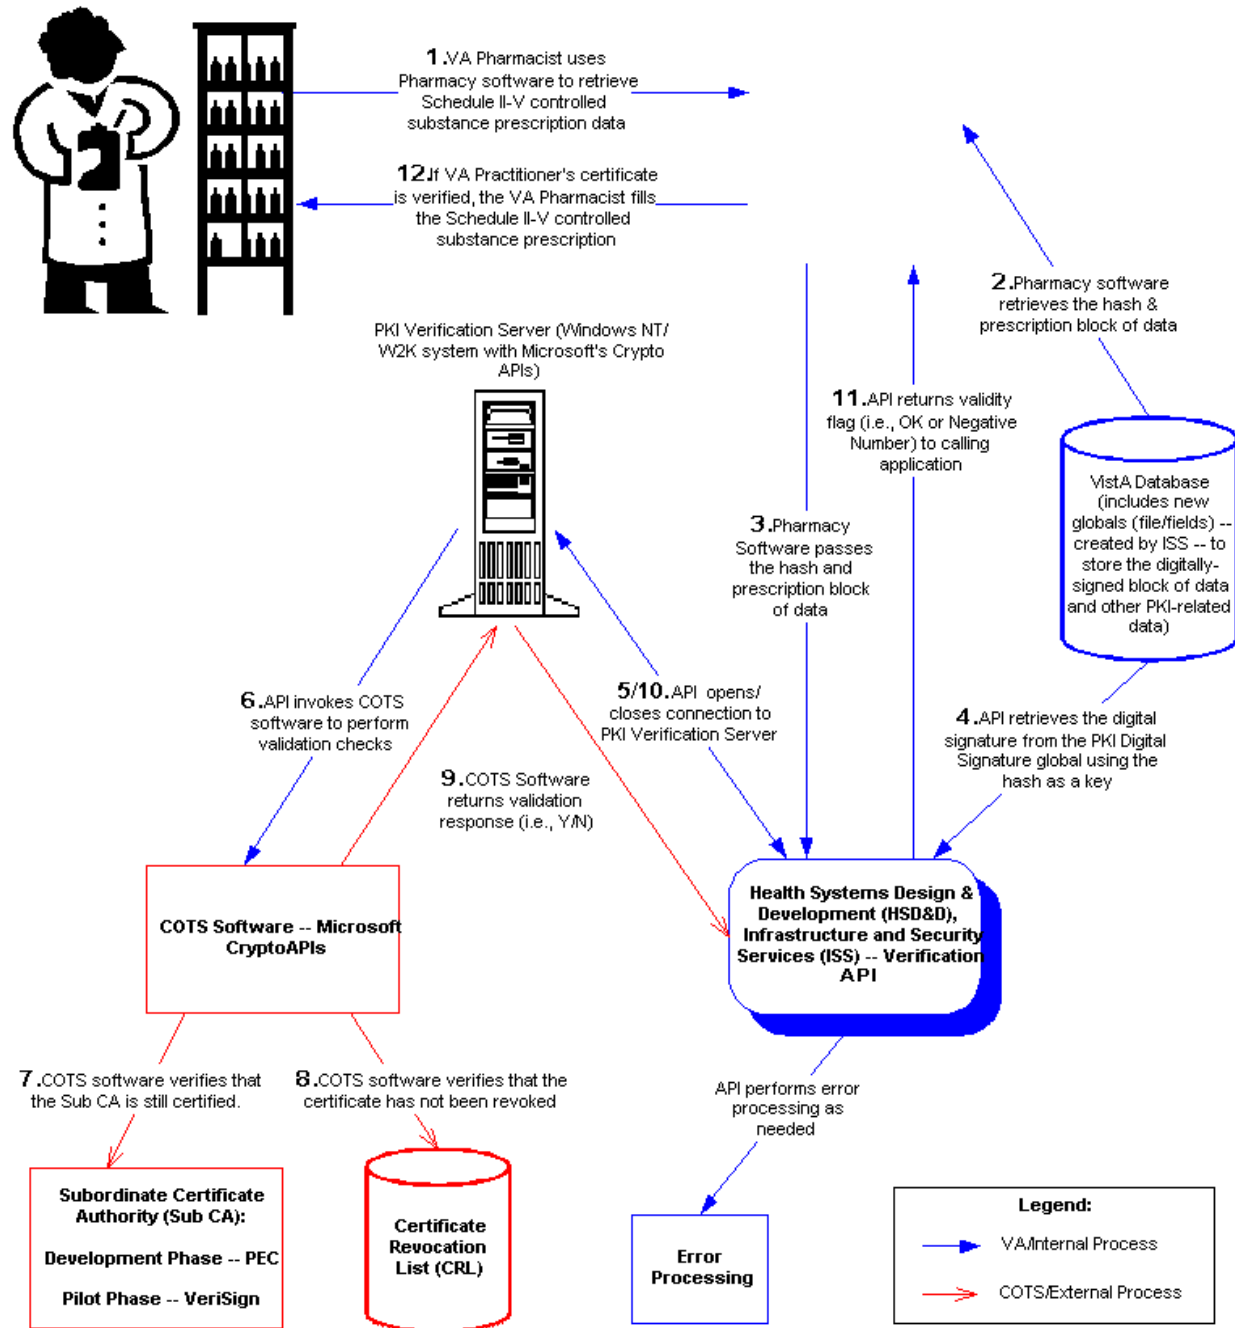 1.VA Pharmacist uses
Pharmacy software to retrieve
Schedule II-V controlled
substance prescription data
12.If VA Practitioner's certificate
is verified, the VA Pharmacist fills
the Schedule II-V controlled
substance prescription
2.Pharmacy software
retrieves the hash &
prescription block of data
PKI Verification Server (Windows NT/
W2K system with Microsoft's Crypto
APIs)
11.API returns validity
flag (i.e., OK or Negative
Number) to calling
application
VistA Database
(includes new
globals (file/fields) --
created by ISS -- to
store the digitally-
signed block of data
and other PKI-related
data)
3.Pharmacy
Software passes
the hash and
prescription block
of data
6.API invokes COTS
software to perform
validation checks
5/10.API opens/
closes connection to
PKI Verification Server
4.API retrieves the digital
signature from the PKI Digital
Signature global using the
hash as a key
9.COTS Software
returns validation
response (i.e., Y/N)
COTS Software -- Microsoft
CryptoAPIs
Health Systems Design &
Development (HSD&D),
Infrastructure and Security
Services (ISS) -- Verification
API
7.COTS software verifies that
the Sub CA is still certified.
8.COTS software verifies that the
certificate has not been revoked
API performs error
processing as
needed
Subordinate Certificate
Authority (Sub CA):
Development Phase -- PEC
Pilot Phase -- VeriSign
Certificate
Revocation
List (CRL)
Error
Processing
Legend:
VA/Internal Process
COTS/External Process